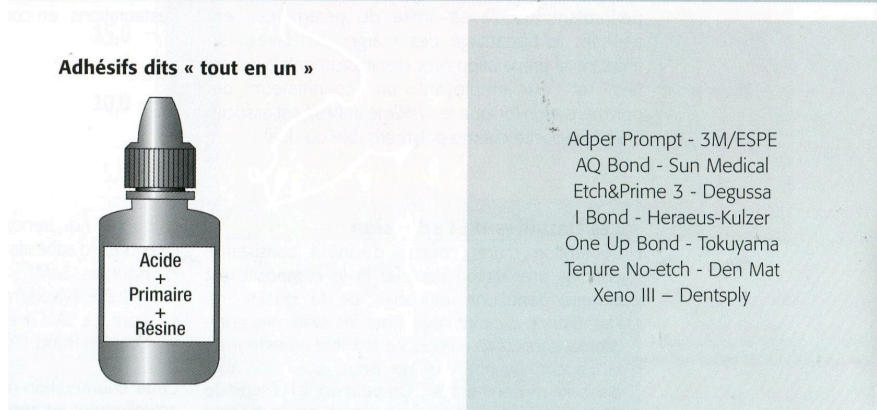 Adhésifs dits « tout en un »
Acide
+
Primaire
+
Résine
Adper Prompt - 3M/ESPE
AQ Bond - Sun Medical
Etch&Prime 3 - Degussa
I Bond - Heraeus-Kulzer
One Up Bond - Tokuyama
Tenure No-etch - Den Mat
Xeno III – Dentsply